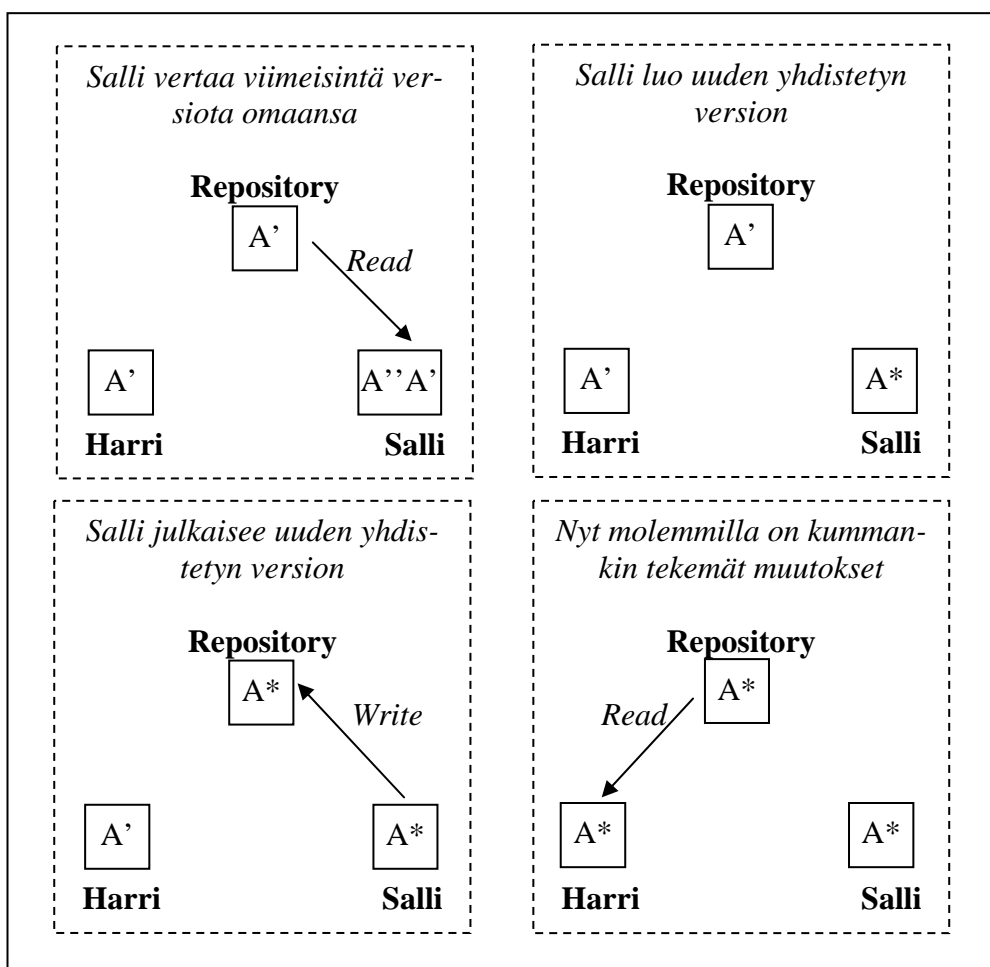 Salli vertaa viimeisintä ver-
siota omaansa
Repository
A’
Read
A’
A’’A’
Harri
Salli
Salli luo uuden yhdistetyn
version
Repository
A’
A’
A*
Harri
Salli
Salli julkaisee uuden yhdis-
tetyn version
Repository
A*
Write
A’
A*
Harri
Salli
Nyt molemmilla on kumman-
kin tekemät muutokset
Repository
A*
Read
A*
A*
Harri
Salli